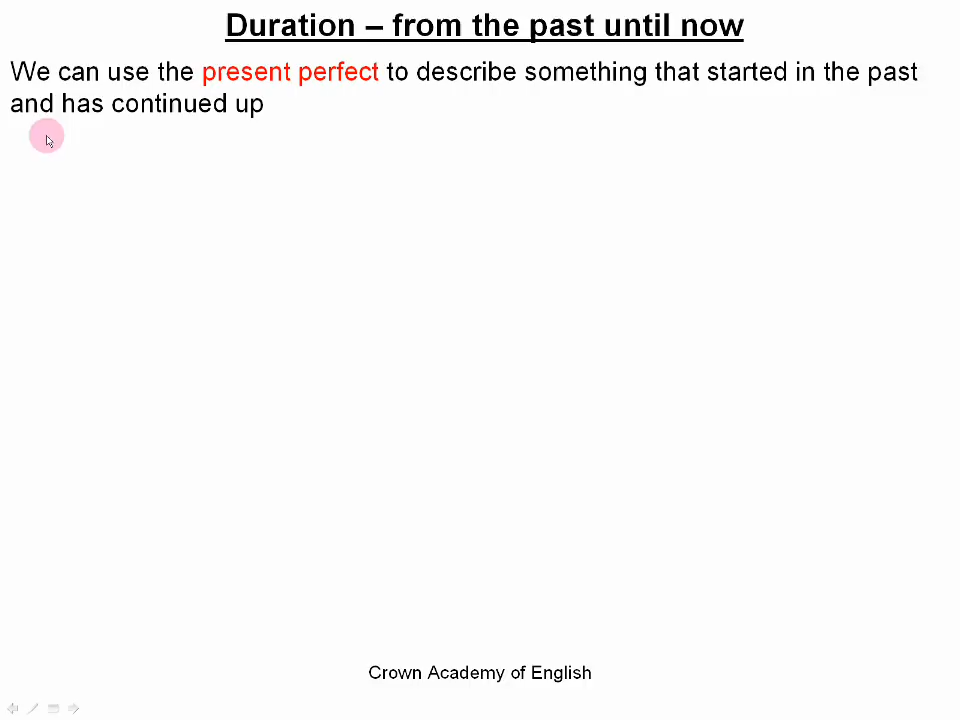 Duration – from the past until now
We can use the present perfect to describe something that started in the past
and has continued up
Crown Academy of English